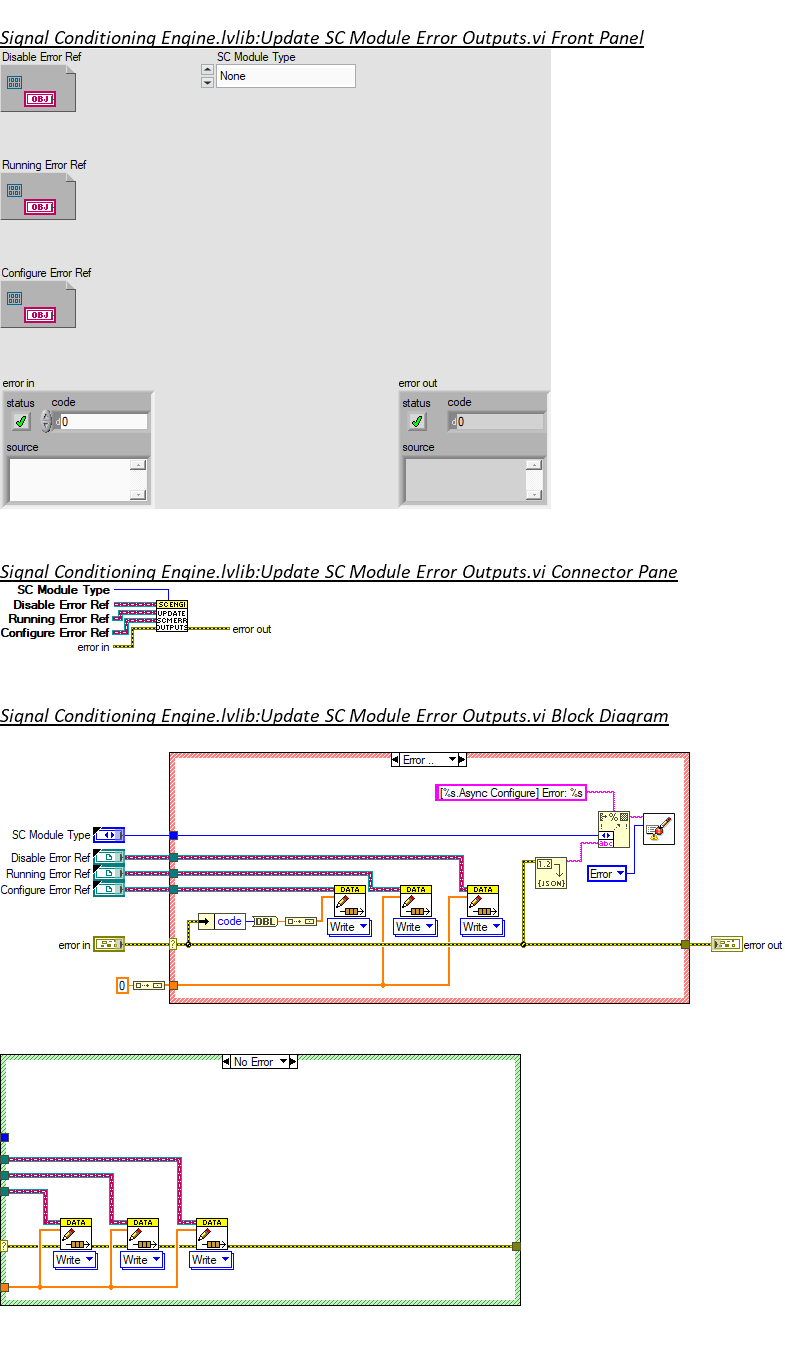 Signal Conditioning Engine.lvlib:Update SC Module Error Outputs.vi Front Panel
Disable Error Ref
SC Module Type
None
OBJ
Running Error Ref
OBJ
Configure Error Ref
OBJ
error in
error out
status code
status code
d 0
d 0
source
source
Signal Conditioning Engine.lvlib:Update SC Module Error Outputs.vi Connector Pane
SC Module Type
Disable Error Ref
Running Error Ref
Configure Error Ref
error in
SC ENGI
UPDATE
SCM ERR
OUTPUTS
error out
Signal Conditioning Engine.lvlib:Update SC Module Error Outputs.vi Block Diagram
Error ..
[%s.Async Configure] Error: %s
SC Module Type
%
abc
Disable Error Ref
Running Error Ref
Configure Error Ref
DATA
DATA
DATA
1.2
{JSON}
Error
code
DBL
Write
Write
Write
error in
?
error out
0
No Error
DATA
DATA
DATA
?
Write
Write
Write